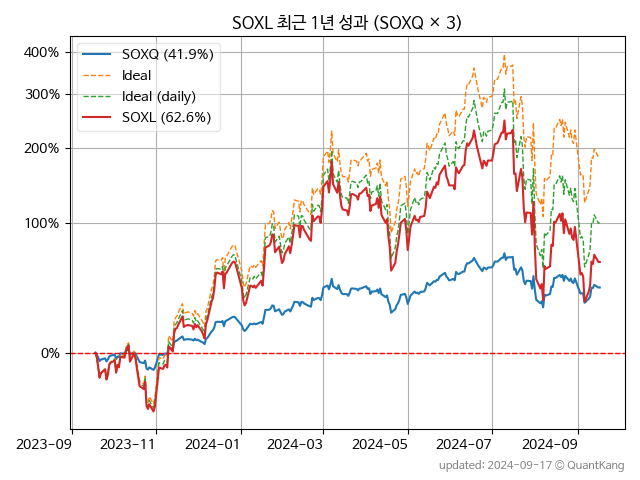 SOXL 최근 1년 성과 (SOXQ × 3)
400%
300%
200%
100%
0%
SOXQ (41.9%)
Ideal
Ideal (daily)
SOXL (62.6%)
2023-09
2023-11
2024-01
2024-03
2024-05
2024-07
2024-09
updated: 2024-09-17 © QuantKang